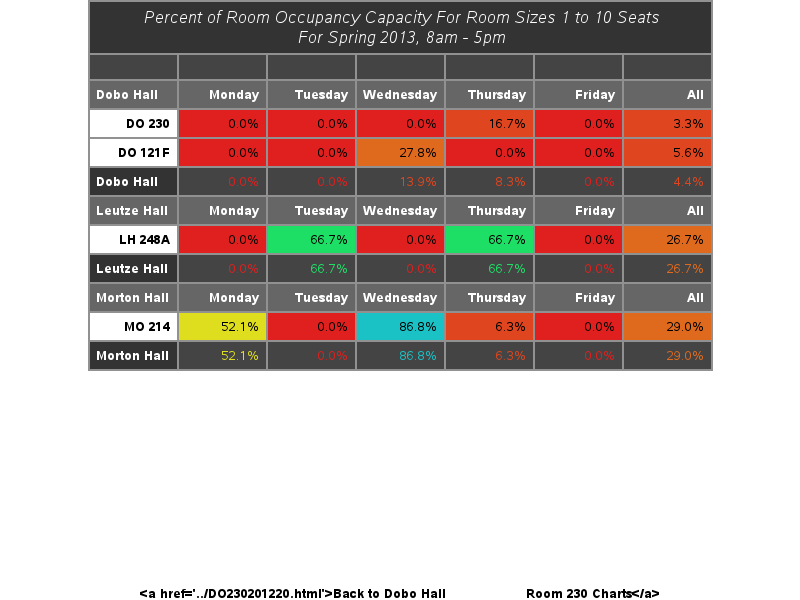 Percent of Room Occupancy Capacity For Room Sizes 1 to 10 Seats
For Spring 2013, 8am - 5pm
Dobo Hall Monday Tuesday Wednesday Thursday Friday All
DO 230 0.0% 0.0% 0.0% 16.7% 0.0% 3.3%
DO 121F 0.0% 0.0% 27.8% 0.0% 0.0% 5.6%
Dobo Hall 0.0% 0.0% 13.9% 8.3% 0.0% 4.4%
Leutze Hall Monday Tuesday Wednesday Thursday Friday All
LH 248A 0.0% 66.7% 0.0% 66.7% 0.0% 26.7%
Leutze Hall 0.0% 66.7% 0.0% 66.7% 0.0% 26.7%
Morton Hall Monday Tuesday Wednesday Thursday Friday All
MO 214 52.1% 0.0% 86.8% 6.3% 0.0% 29.0%
Morton Hall 52.1% 0.0% 86.8% 6.3% 0.0% 29.0%
<a href='../DO230201220.html'>Back to Dobo Hall Room 230 Charts</a>